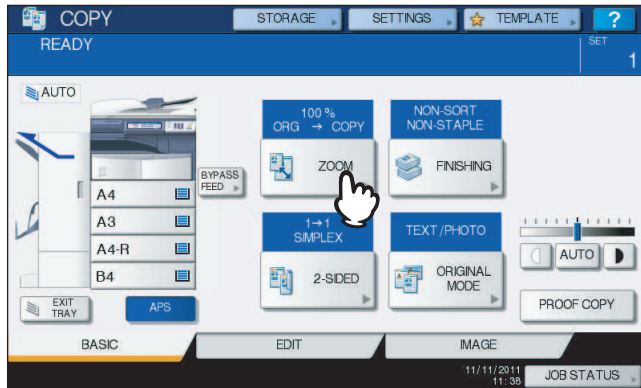 COPY
STORAGE
SETTINGS
TEMPLATE
?
READY
SET
1
AUTO
100 %
ORG → COPY
NON-SORT
NON-STAPLE
BYPASS
FEED
ZOOM
FINISHING
A4
A3
A4-R
B4
1→1
SIMPLEX
TEXT/PHOTO
2-SIDED
ORIGINAL
MODE
AUTO
EXIT
TRAY
APS
PROOF COPY
BASIC
EDIT
IMAGE
11/11/2011
11:38
JOB STATUS